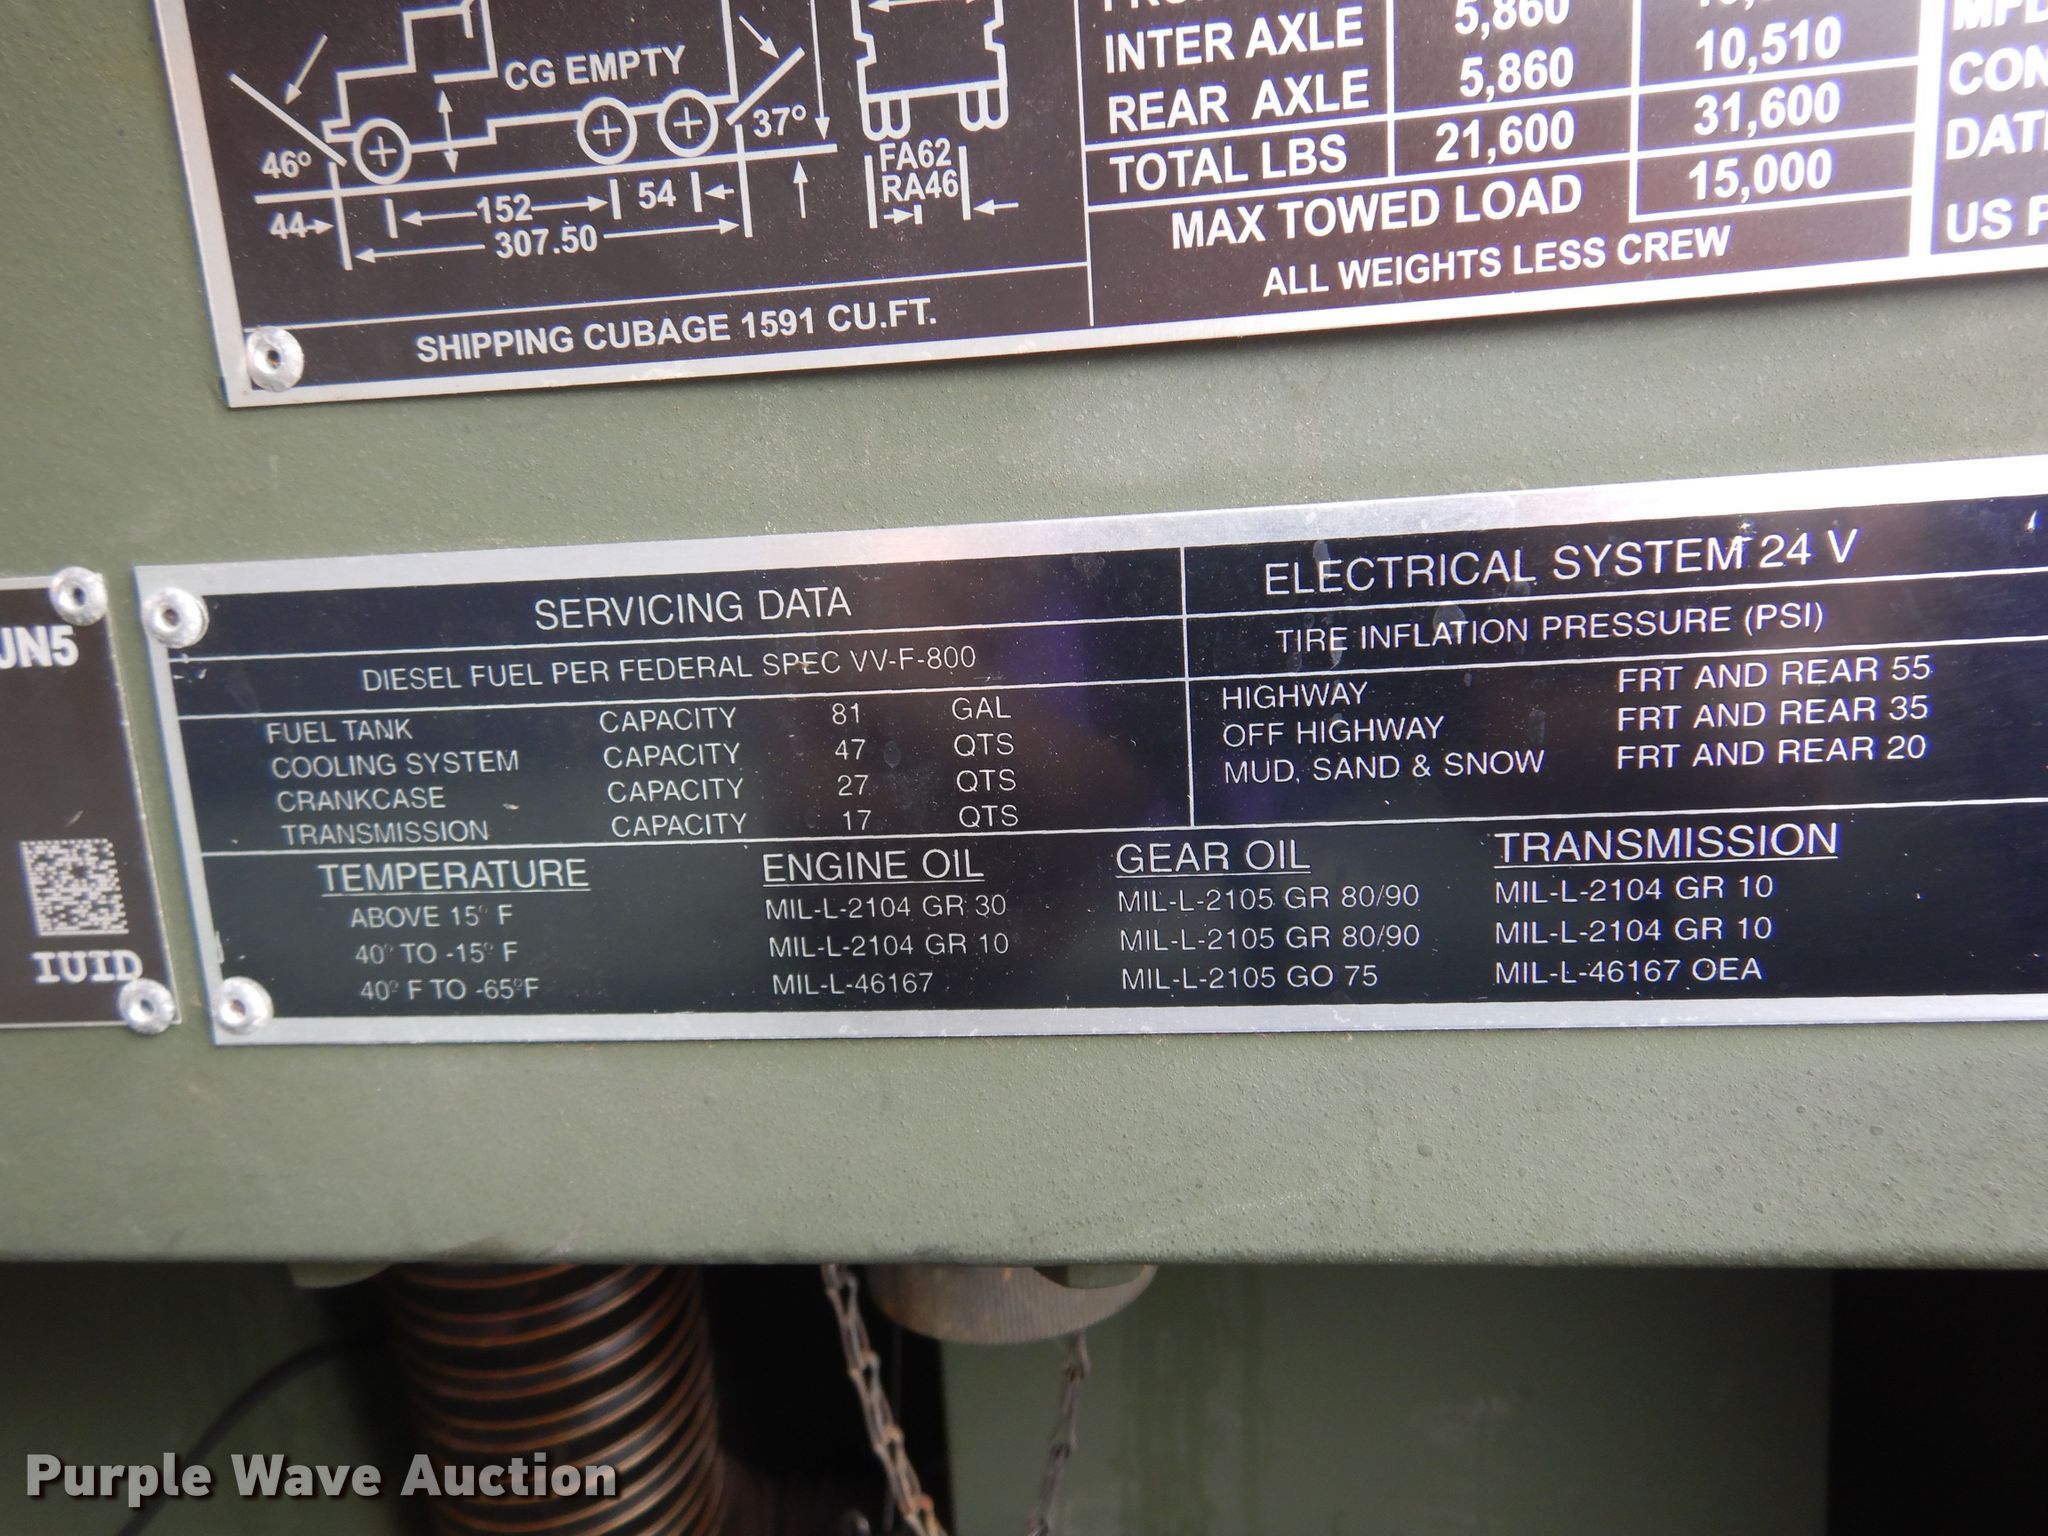 CG EMPTY
46°
37°
44
152
54
307.50
FA62
RA46
SHIPPING CUBAGE 1591 CU.FT.
INTER AXLE 5,860 10,510
REAR AXLE 5,860
TOTAL LBS 21,600 31,600
MAX TOWED LOAD 15,000
ALL WEIGHTS LESS CREW
US
JN5
IUID
SERVICING DATA
DIESEL FUEL PER FEDERAL SPEC VV-F-800
FUEL TANK CAPACITY 81 GAL
COOLING SYSTEM CAPACITY 47 QTS
CRANKCASE CAPACITY 27 QTS
TRANSMISSION CAPACITY 17 QTS
ELECTRICAL SYSTEM 24 V
TIRE INFLATION PRESSURE (PSI)
HIGHWAY FRT AND REAR 55
OFF HIGHWAY FRT AND REAR 35
MUD, SAND & SNOW FRT AND REAR 20
TEMPERATURE ENGINE OIL GEAR OIL TRANSMISSION
ABOVE 15° F MIL-L-2104 GR 30 MIL-L-2105 GR 80/90 MIL-L-2104 GR 10
40° TO -15° F MIL-L-2104 GR 10 MIL-L-2105 GR 80/90 MIL-L-2104 GR 10
40° F TO -65°F MIL-L-46167 MIL-L-2105 GO 75 MIL-L-46167 OEA
Purple Wave Auction